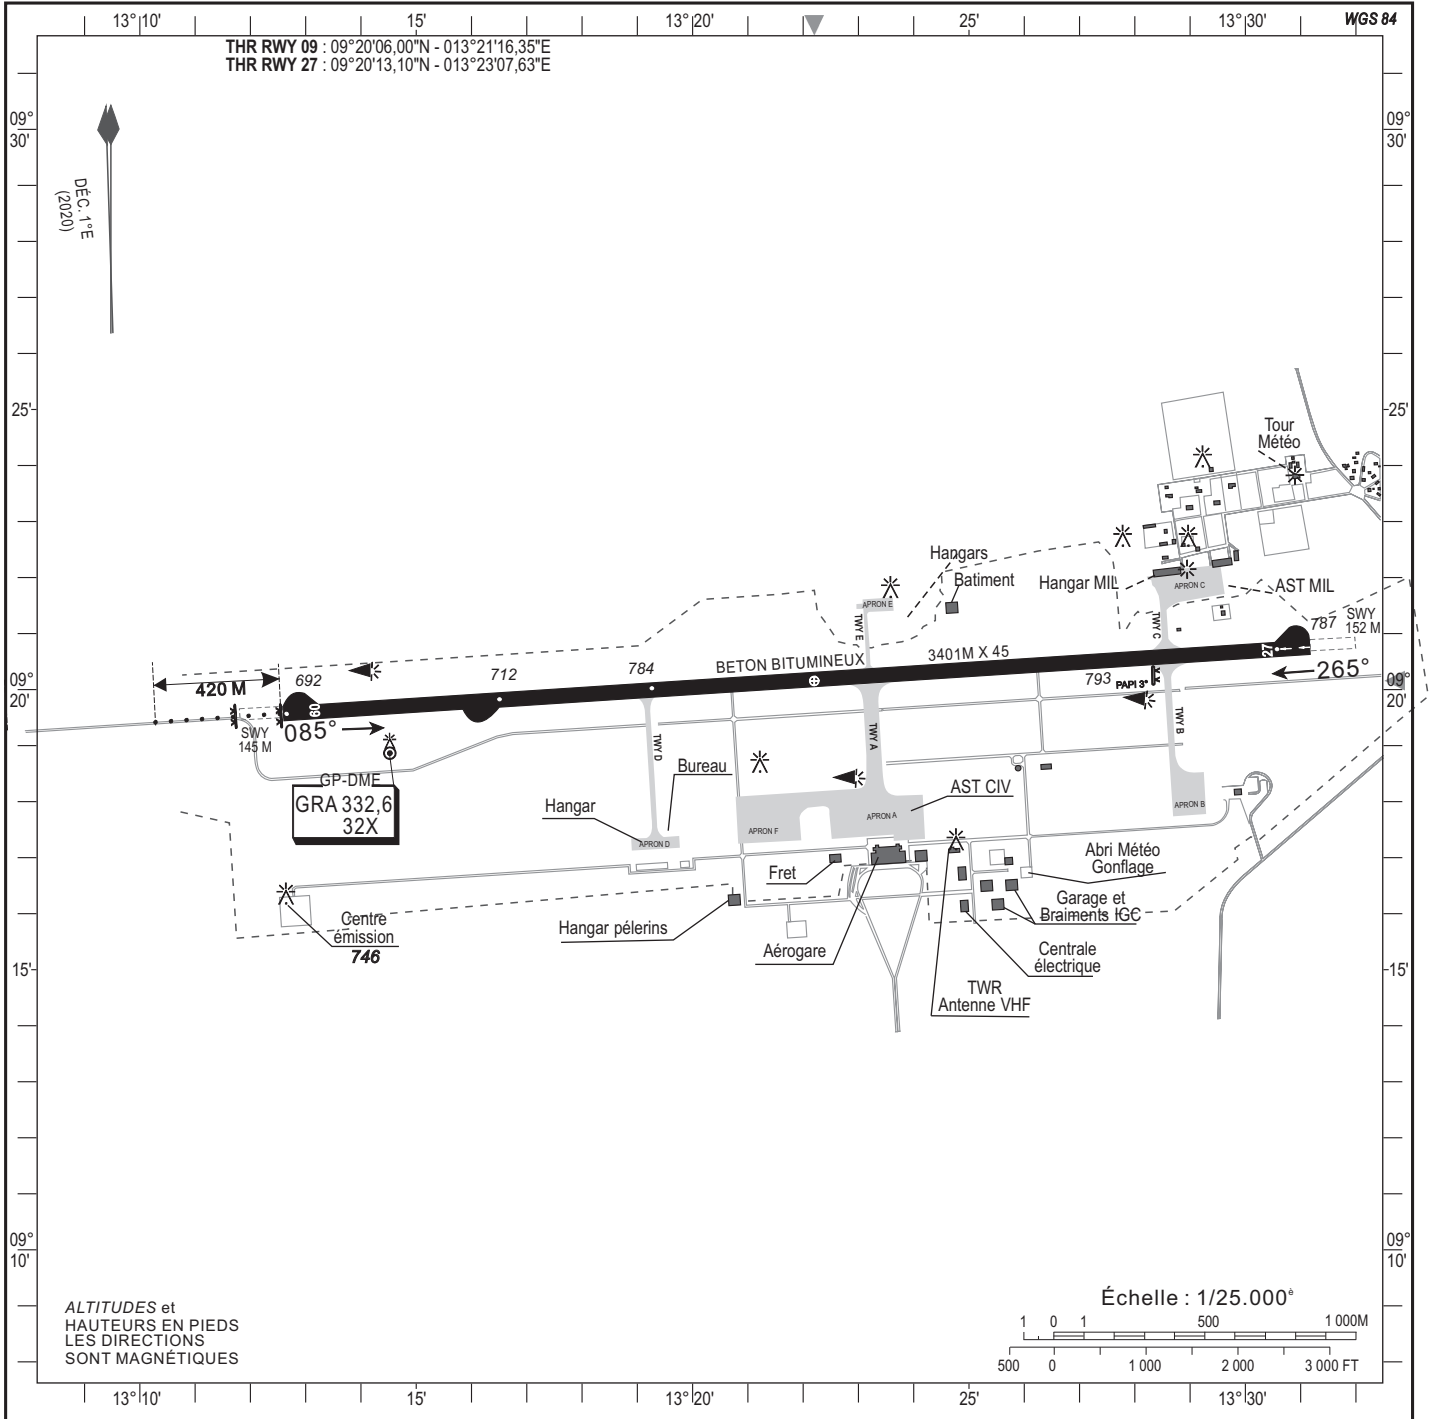 13°10'
15'
13°20'
25'
13°30'
WGS 84
THR RWY 09 : 09°20'06,00"N - 013°21'16,35"E
THR RWY 27 : 09°20'13,10"N - 013°23'07,63"E
09°
30'
09°
30'
DÉC. 1°E
(2020)
25'
25'
Tour
Météo
Hangars
Batiment
Hangar MIL
APRON C
AST MIL
APRON E
TWY E
TWY C
787
SWY
152 M
BETON BITUMINEUX
3401M X 45
27
265°
784
712
692
420 M
793
PAPI 3°
09°
20'
09°
20'
09
085°
SWY
145 M
TWY D
TWY A
TWY B
GP-DME
GRA 332,6
32X
Bureau
Hangar
AST CIV
APRON F
APRON A
APRON B
APRON D
Fret
Abri Météo
Gonflage
Garage et
Braiments IGC
Centre
émission
746
Hangar pélerins
Aérogare
Centrale
électrique
TWR
Antenne VHF
15'
15'
09°
10'
09°
10'
ALTITUDES et
HAUTEURS EN PIEDS
LES DIRECTIONS
SONT MAGNÉTIQUES
Échelle : 1/25.000è
1 0 1 500 1 000M
500 0 1 000 2 000 3 000 FT
13°10'
15'
13°20'
25'
13°30'